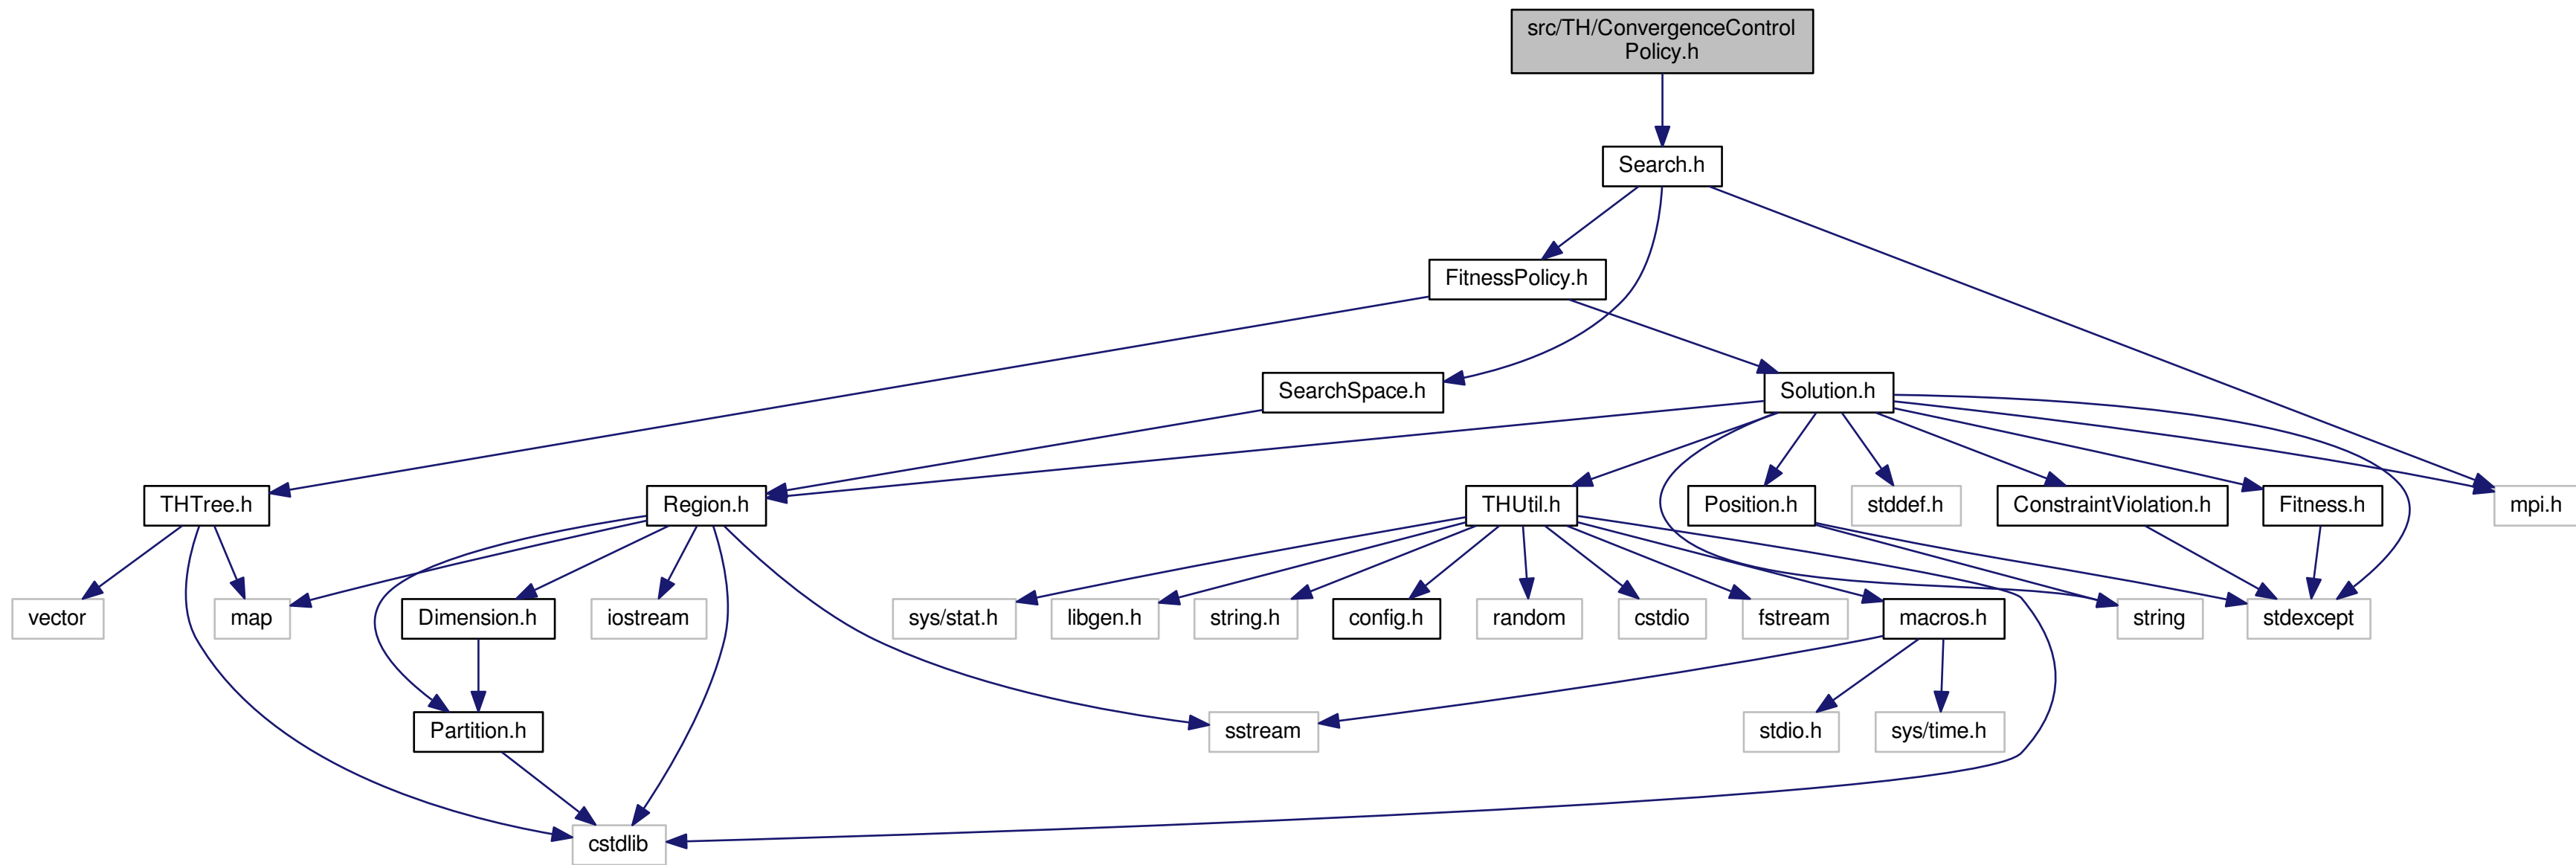 src/TH/ConvergenceControl
Policy.h
Search.h
FitnessPolicy.h
SearchSpace.h
Solution.h
THTree.h
Region.h
THUtil.h
Position.h
stddef.h
ConstraintViolation.h
Fitness.h
mpi.h
vector
map
Dimension.h
iostream
sys/stat.h
libgen.h
string.h
config.h
random
cstdio
fstream
macros.h
string
stdexcept
Partition.h
sstream
stdio.h
sys/time.h
cstdlib